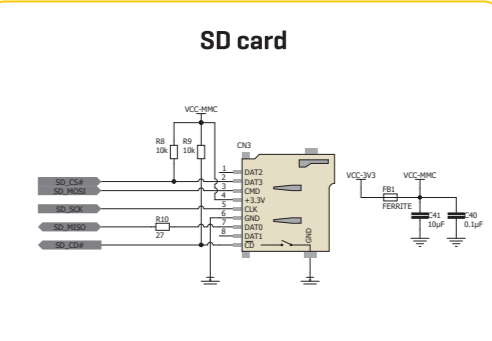 SD card
VCC-MMC
R8 R9
10k 10k
CN3
SD_CS#
SD_MOSI
SD_SCK
SD_MISO
SD_CD#
R10
27
1 DAT2
2 DAT3
3 CMD
4 +3.3V
5 CLK
6 GND
7 DAT0
8 DAT1
CD
GND
VCC-3V3 VCC-MMC
FB1
FERRITE
C41 C40
10µF 0.1µF